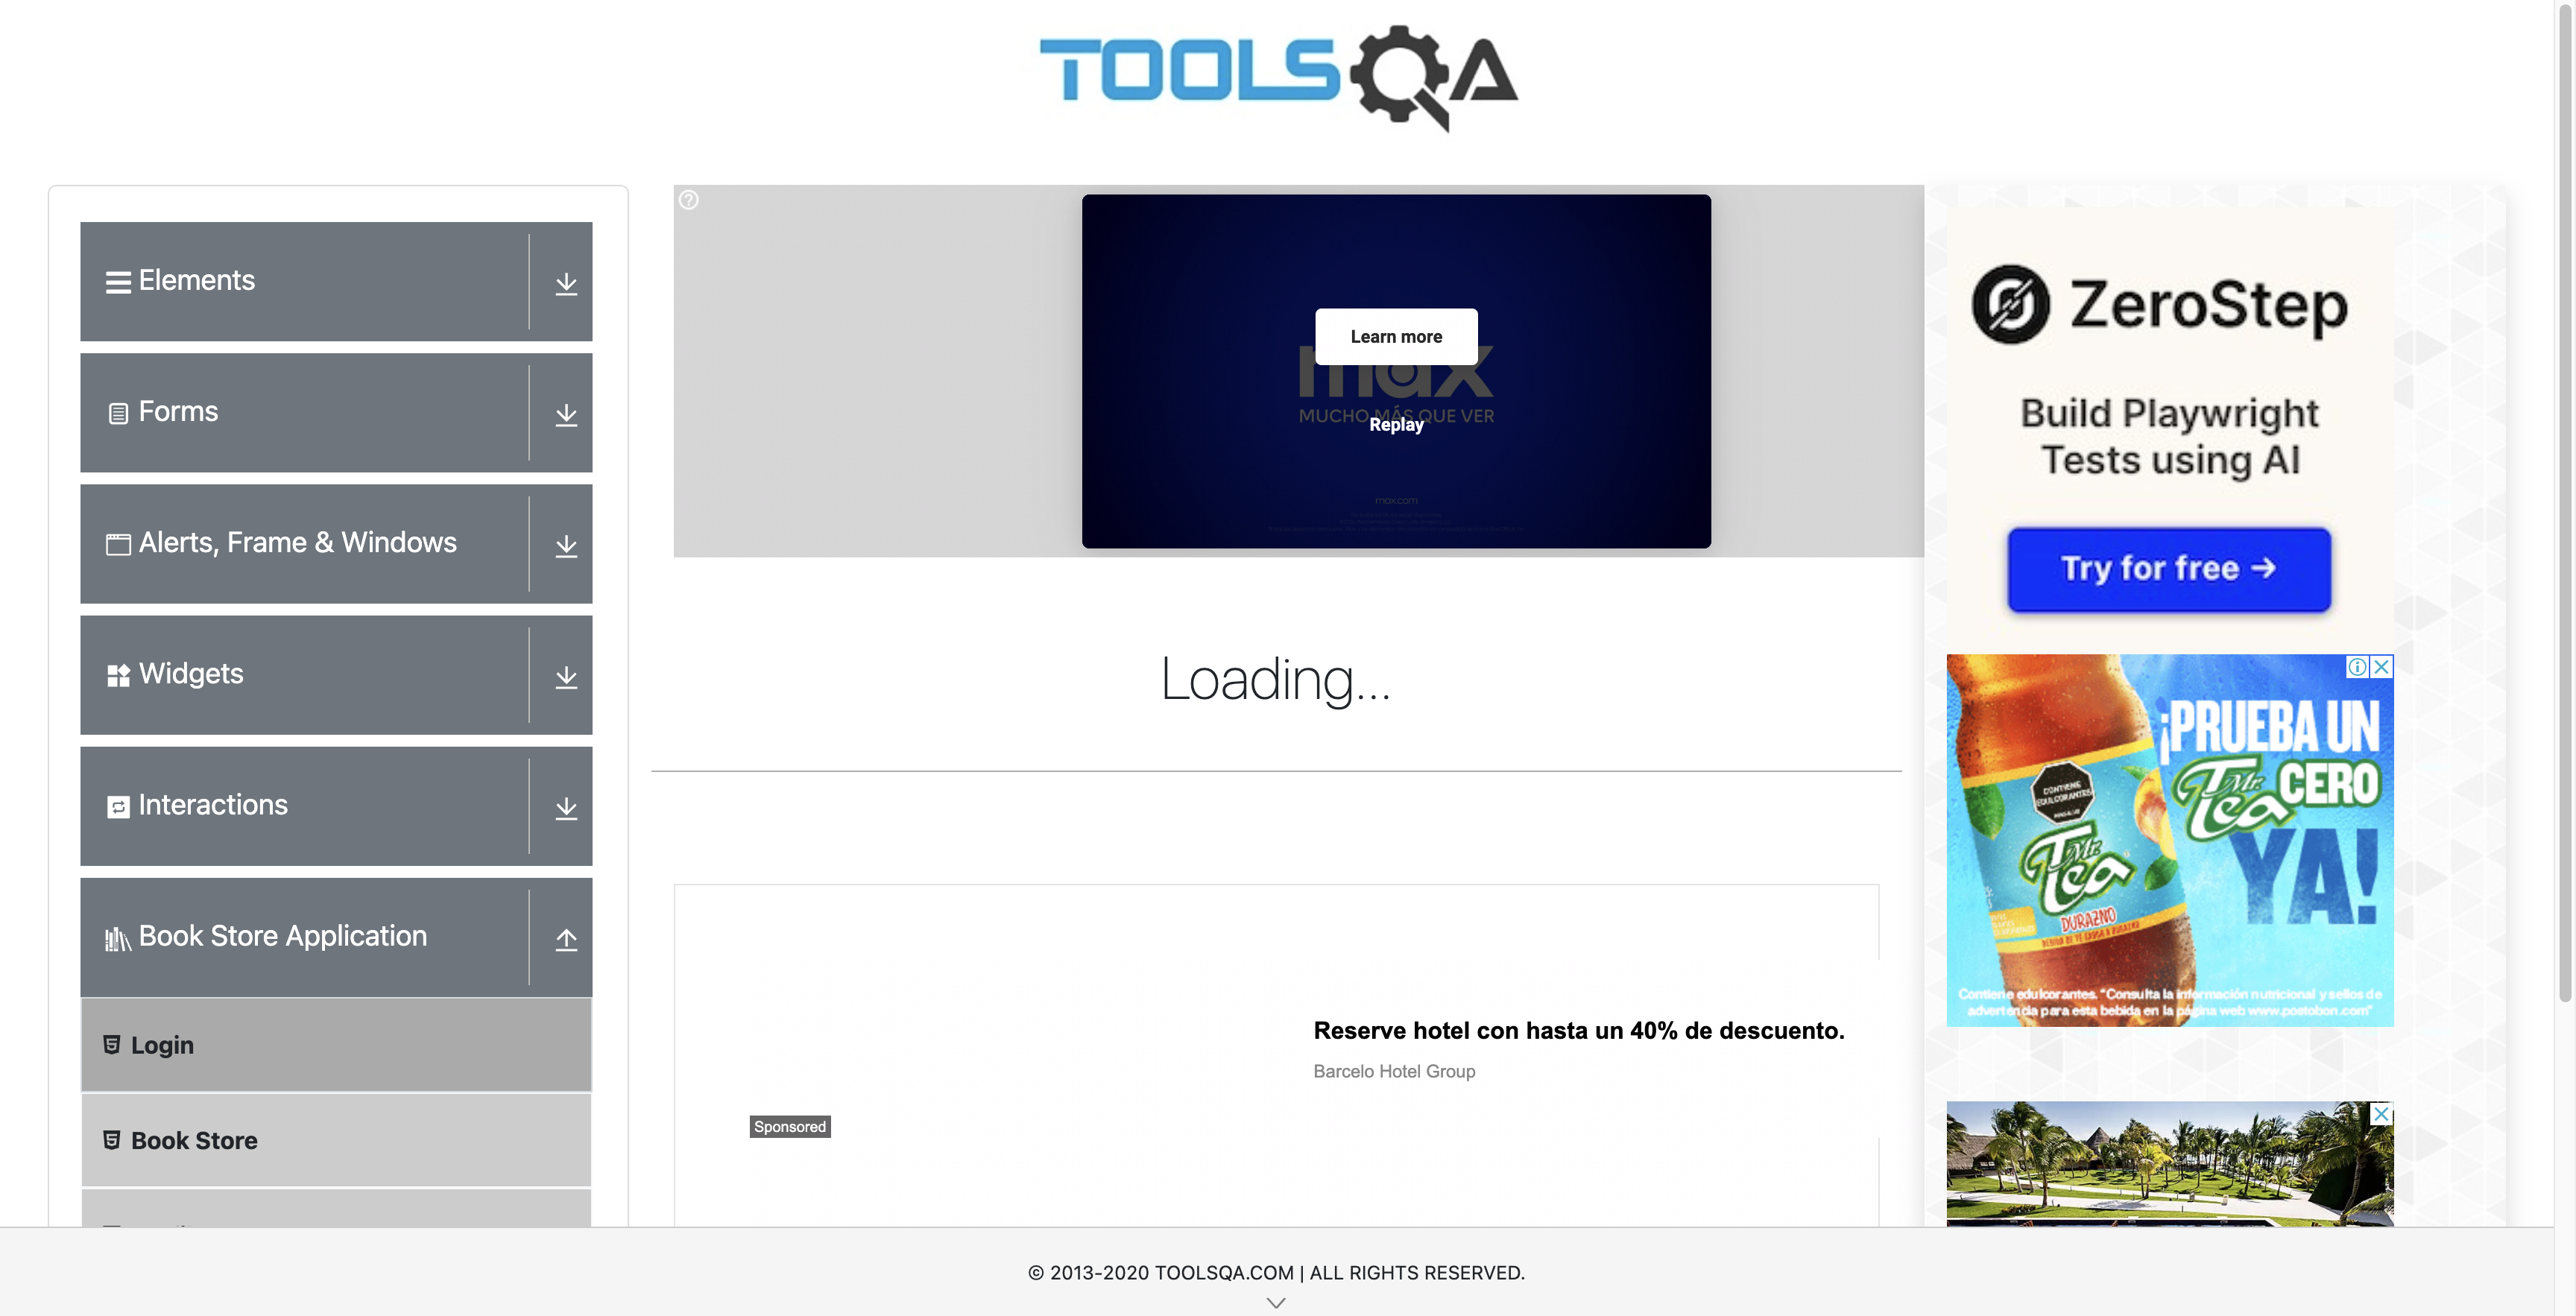 TOOLSQA
Elements
Forms
Alerts, Frame & Windows
Widgets
Interactions
Book Store Application
Login
Book Store
Learn more
max
MUCHO MÁS QUE VER
Replay
max.com
Loading...
Reserve hotel con hasta un 40% de descuento.
Barcelo Hotel Group
Sponsored
ZeroStep
Build Playwright
Tests using AI
Try for free →
¡PRUEBA UN
Mr. Tea CERO
YA!
CONTIENE
EDULCORANTES
Mr. Tea
DURAZNO
Contiene edulcorantes. "Consulta la información nutricional y sellos de
advertencia para esta bebida en la página web www.postobon.com"
© 2013-2020 TOOLSQA.COM | ALL RIGHTS RESERVED.